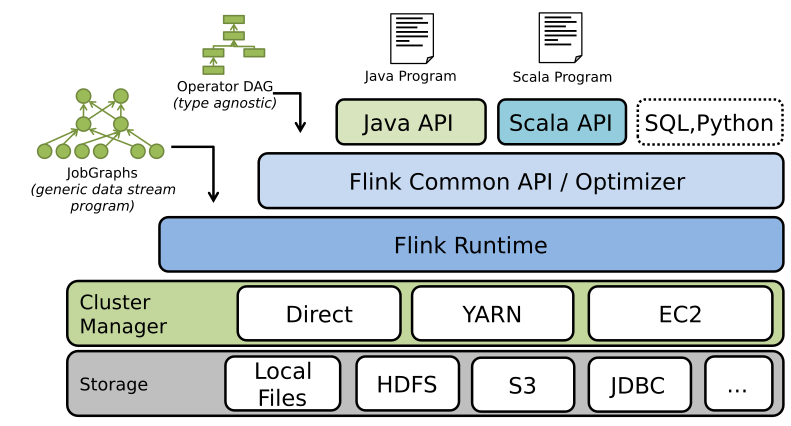 Operator DAG
(type agnostic)
Java Program
Scala Program
JobGraphs
(generic data stream
program)
Java API
Scala API
SQL,Python
Flink Common API / Optimizer
Flink Runtime
Cluster
Manager
Direct
YARN
EC2
Storage
Local
Files
HDFS
S3
JDBC
...